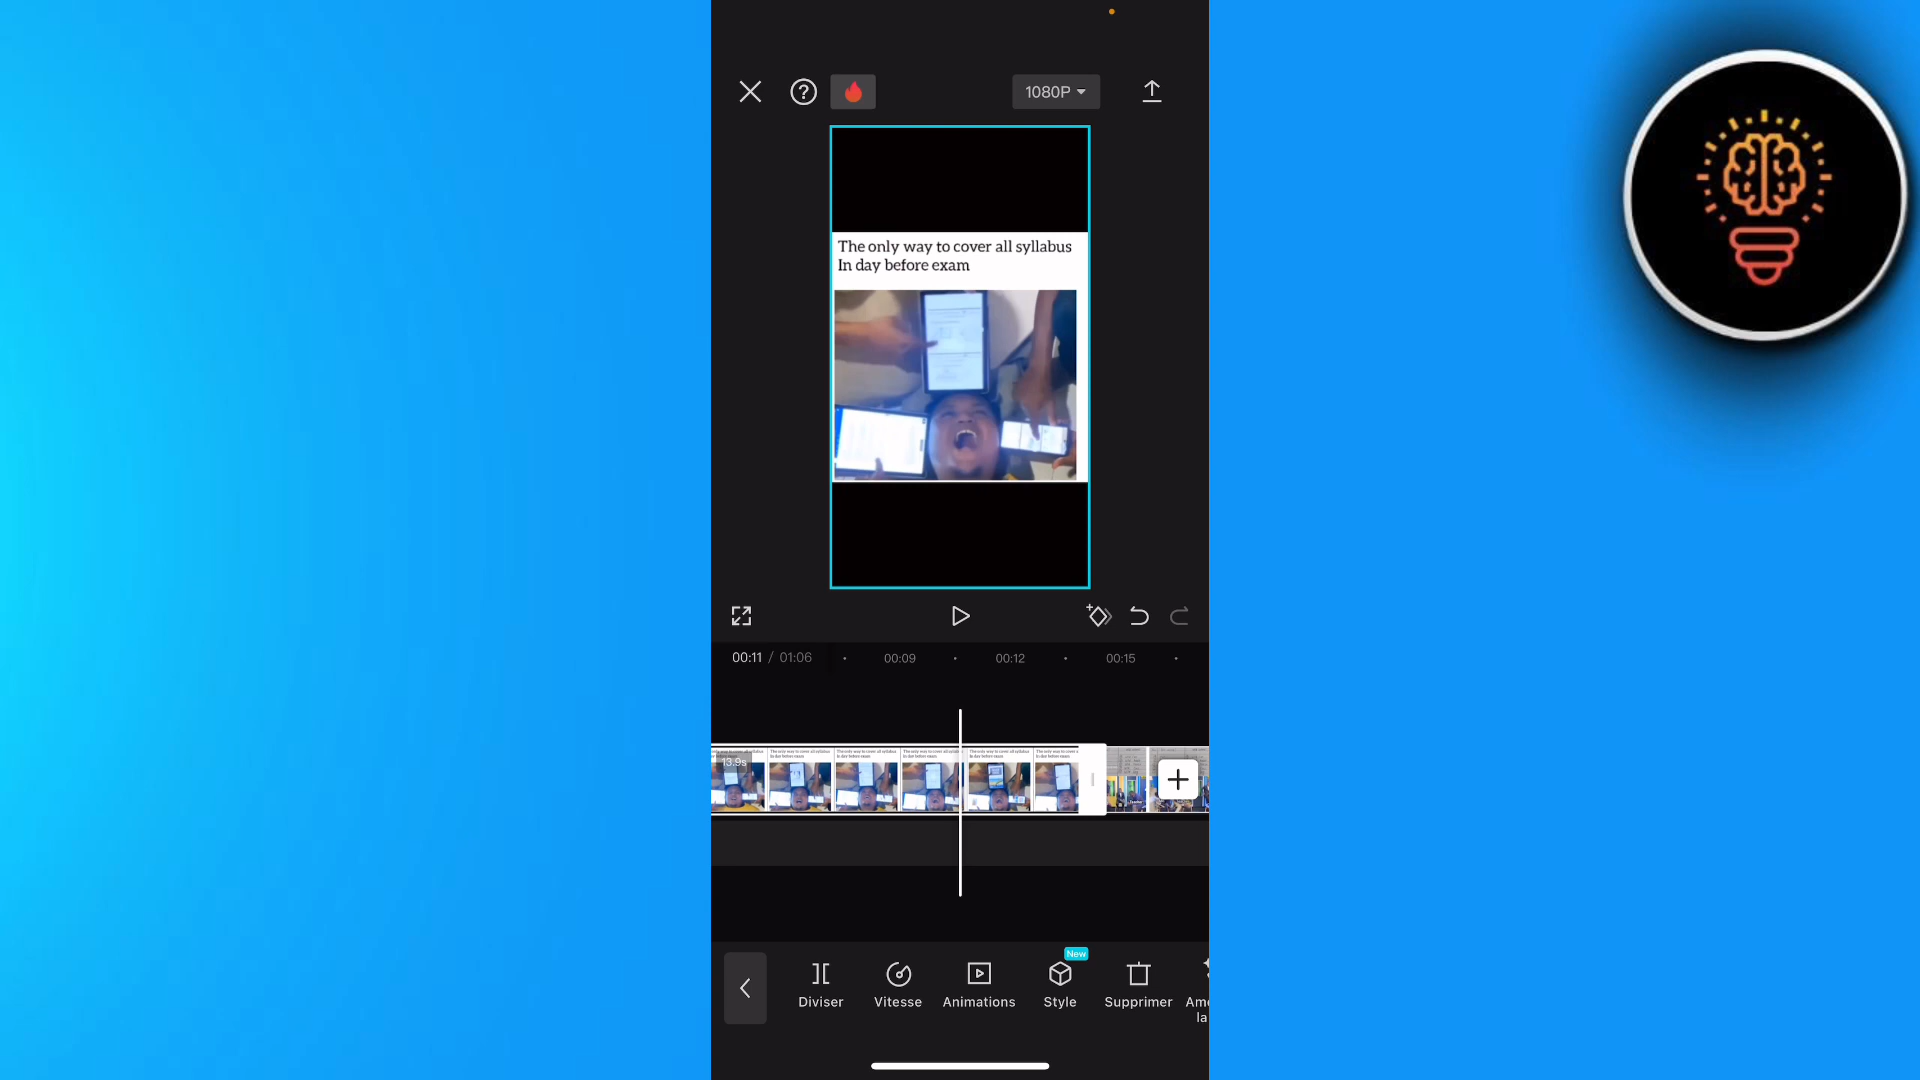 1080P
The only way to cover all syllabus
In day before exam
00:11 / 01:06
00:09
00:12
00:15
13.9s
New
Diviser
Vitesse
Animations
Style
Supprimer